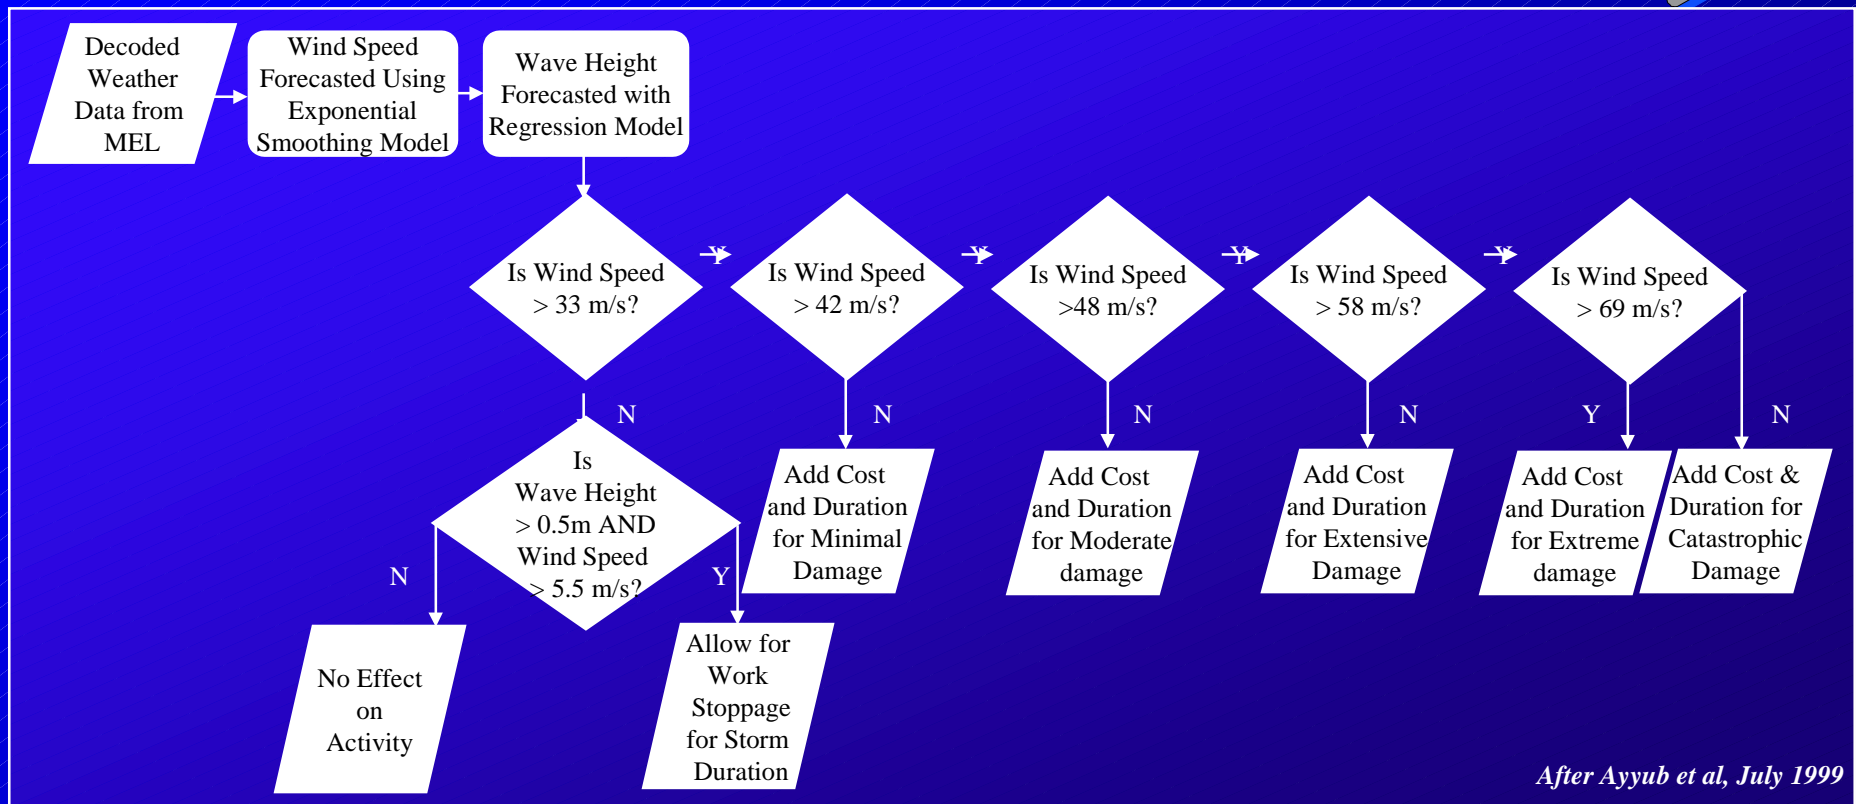 Decoded
Weather
Data from
MEL
Wind Speed
Forecasted Using
Exponential
Smoothing Model
Wave Height
Forecasted with
Regression Model
Is Wind Speed
> 33 m/s?
Y
Is Wind Speed
> 42 m/s?
Y
Is Wind Speed
>48 m/s?
Y
Is Wind Speed
> 58 m/s?
Y
Is Wind Speed
> 69 m/s?
N
N
N
N
Y
N
Is
Wave Height
> 0.5m AND
Wind Speed
> 5.5 m/s?
N
Y
Add Cost
and Duration
for Minimal
Damage
Add Cost
and Duration
for Moderate
damage
Add Cost
and Duration
for Extensive
Damage
Add Cost
and Duration
for Extreme
damage
Add Cost &
Duration for
Catastrophic
Damage
No Effect
on
Activity
Allow for
Work
Stoppage
for Storm
Duration
After Ayyub et al, July 1999